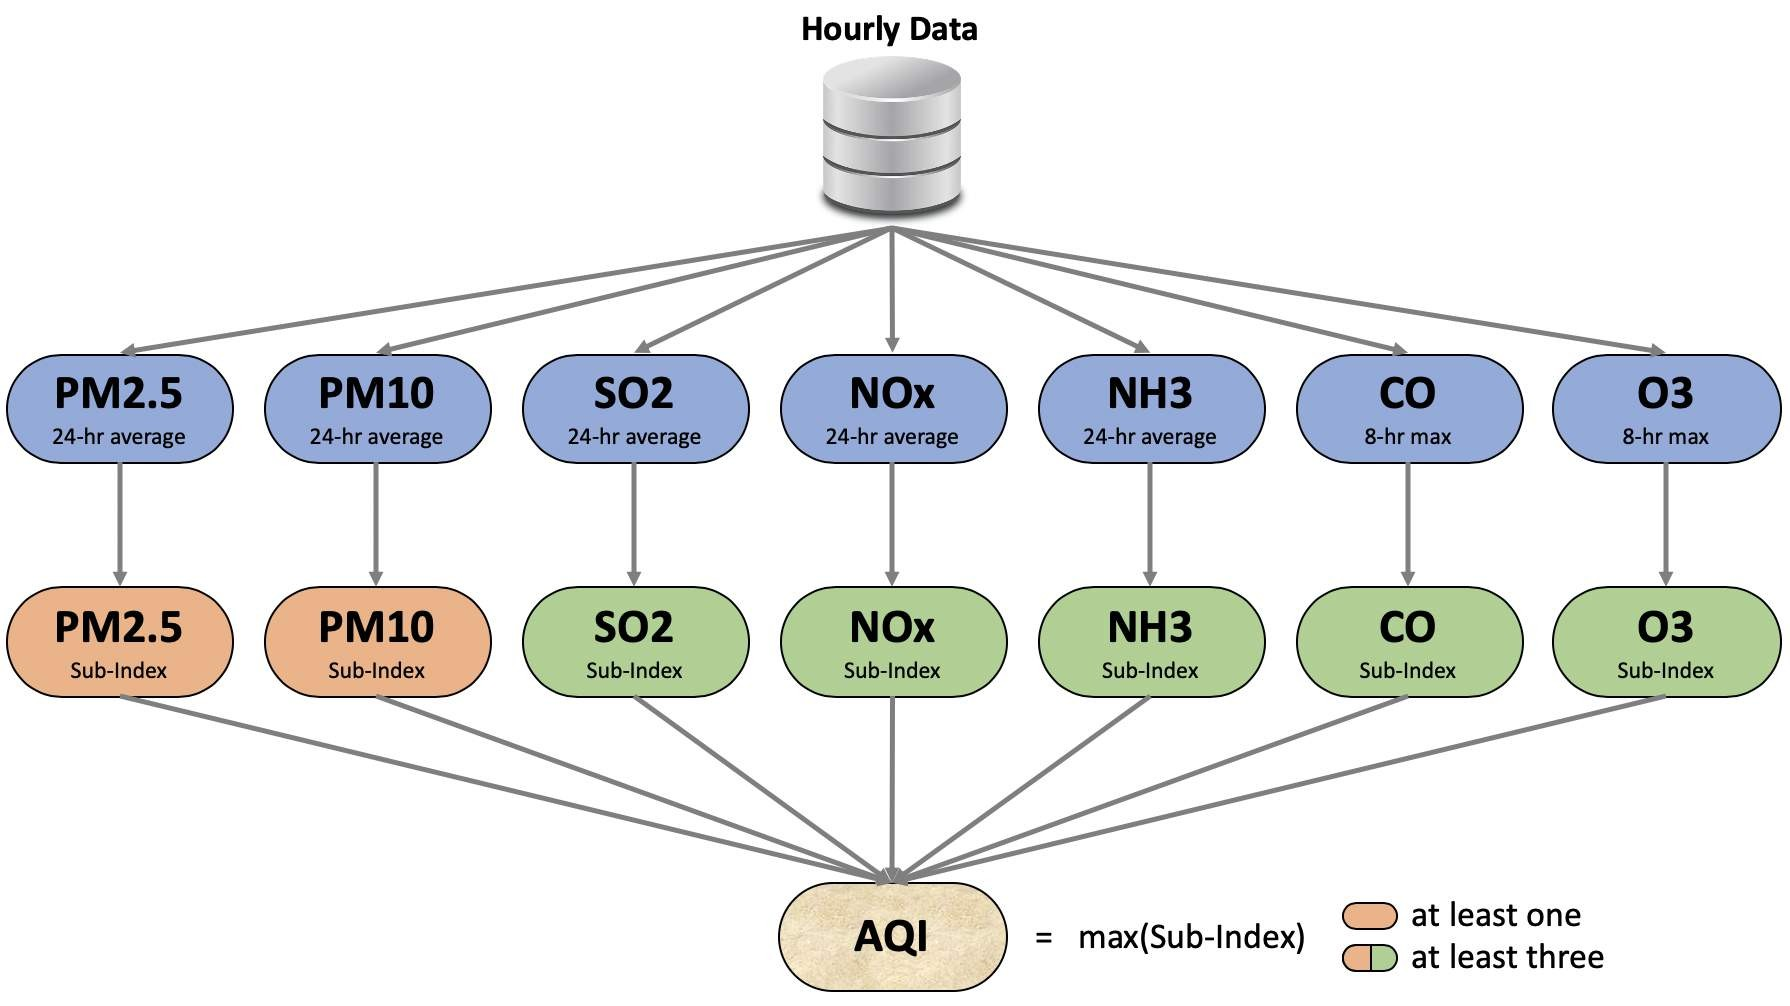 Hourly Data
PM2.5
24-hr average
PM10
24-hr average
SO2
24-hr average
NOx
24-hr average
NH3
24-hr average
CO
8-hr max
O3
8-hr max
PM2.5
Sub-Index
PM10
Sub-Index
SO2
Sub-Index
NOx
Sub-Index
NH3
Sub-Index
CO
Sub-Index
O3
Sub-Index
AQI = max(Sub-Index)
at least one
at least three